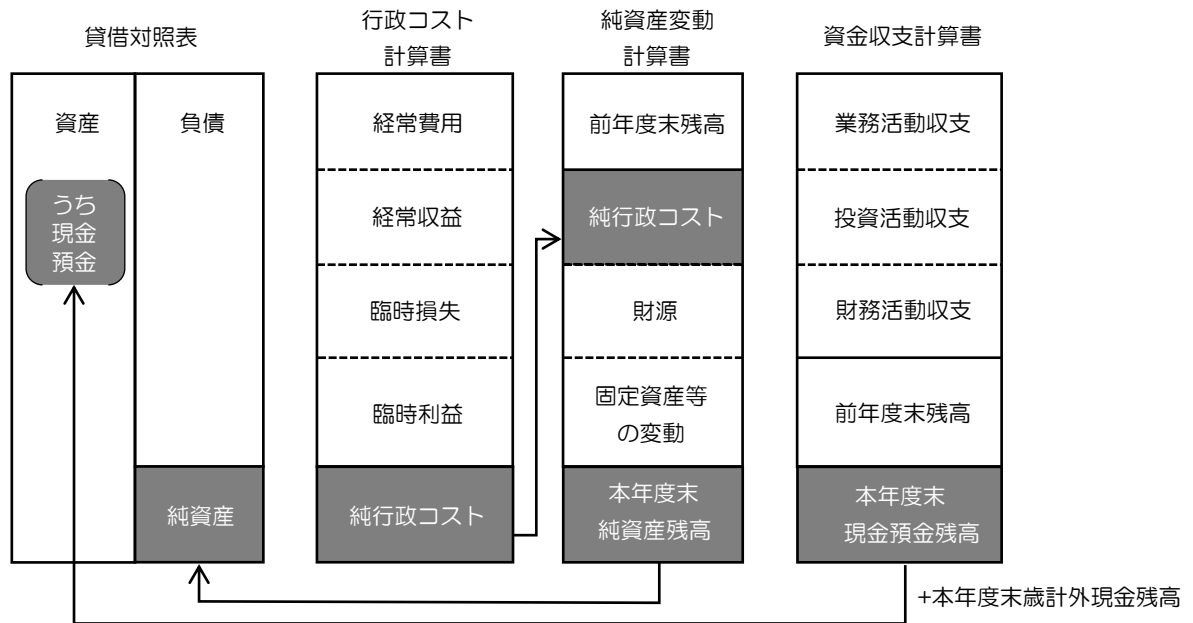 貸借対照表
資産
負債
うち
現金
預金
純資産
行政コスト
計算書
経常費用
経常収益
臨時損失
臨時利益
純行政コスト
純資産変動
計算書
前年度末残高
純行政コスト
財源
固定資産等
の変動
本年度末
純資産残高
資金収支計算書
業務活動収支
投資活動収支
財務活動収支
前年度末残高
本年度末
現金預金残高
+本年度末歳計外現金残高